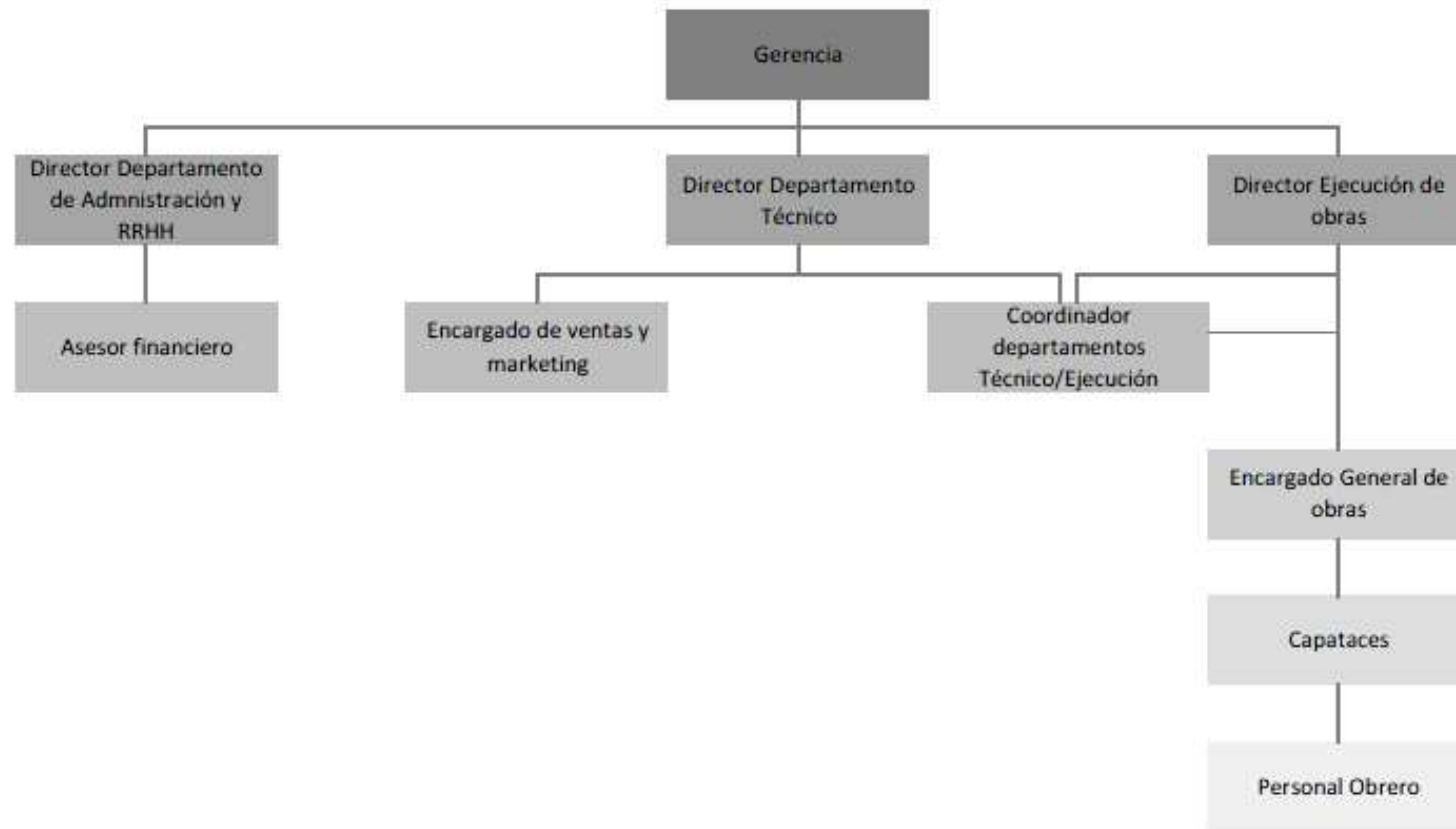 Gerencia
Director Departamento
de Admnistración y
RRHH
Director Departamento
Técnico
Director Ejecución de
obras
Asesor financiero
Encargado de ventas y
marketing
Coordinador
departamentos
Técnico/Ejecución
Encargado General de
obras
Capataces
Personal Obrero